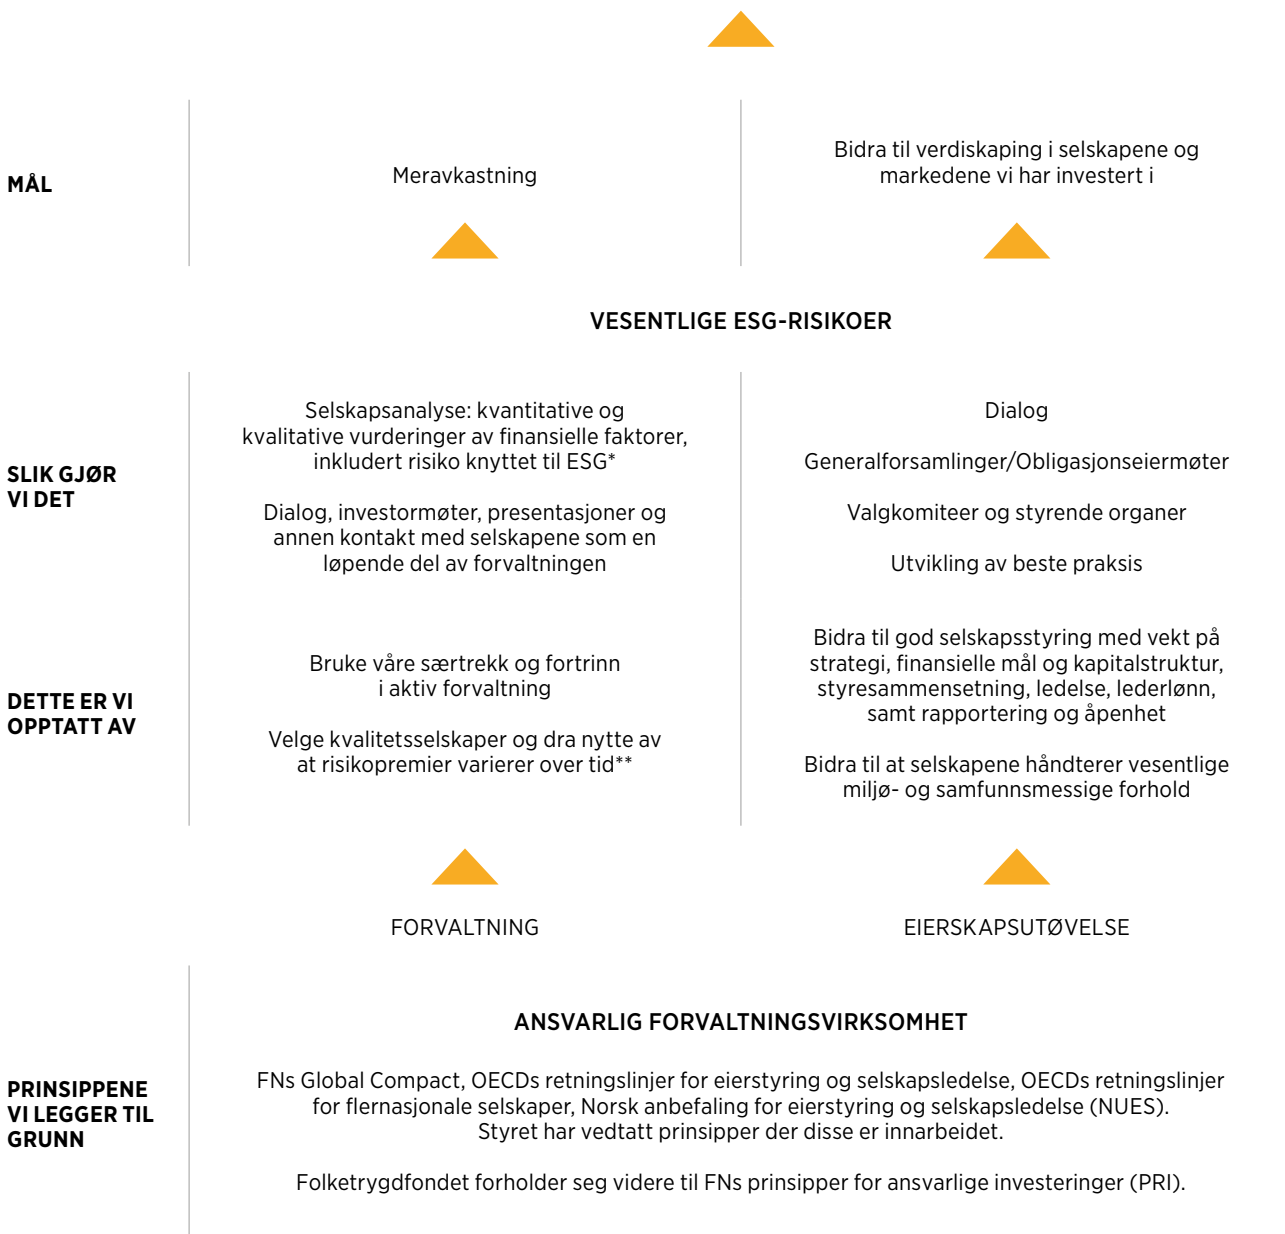 MÅL
Meravkastning
Bidra til verdiskaping i selskapene og
markedene vi har investert i
VESENTLIGE ESG-RISIKOER
SLIK GJØR
VI DET
Selskapsanalyse: kvantitative og
kvalitative vurderinger av finansielle faktorer,
inkludert risiko knyttet til ESG*
Dialog, investormøter, presentasjoner og
annen kontakt med selskapene som en
løpende del av forvaltningen
Dialog
Generalforsamlinger/Obligasjonseiermøter
Valgkomiteer og styrende organer
Utvikling av beste praksis
DETTE ER VI
OPPTATT AV
Bruke våre særtrekk og fortrinn
i aktiv forvaltning
Velge kvalitetsselskaper og dra nytte av
at risikopremier varierer over tid**
Bidra til god selskapsstyring med vekt på
strategi, finansielle mål og kapitalstruktur,
styresammensetning, ledelse, lederlønn,
samt rapportering og åpenhet
Bidra til at selskapene håndterer vesentlige
miljø- og samfunnsmessige forhold
FORVALTNING
EIERSKAPSUTØVELSE
ANSVARLIG FORVALTNINGSVIRKSOMHET
PRINSIPPENE
VI LEGGER TIL
GRUNN
FNs Global Compact, OECDs retningslinjer for eierstyring og selskapsledelse, OECDs retningslinjer
for flernasjonale selskaper, Norsk anbefaling for eierstyring og selskapsledelse (NUES).
Styret har vedtatt prinsipper der disse er innarbeidet.
Folketrygdfondet forholder seg videre til FNs prinsipper for ansvarlige investeringer (PRI).